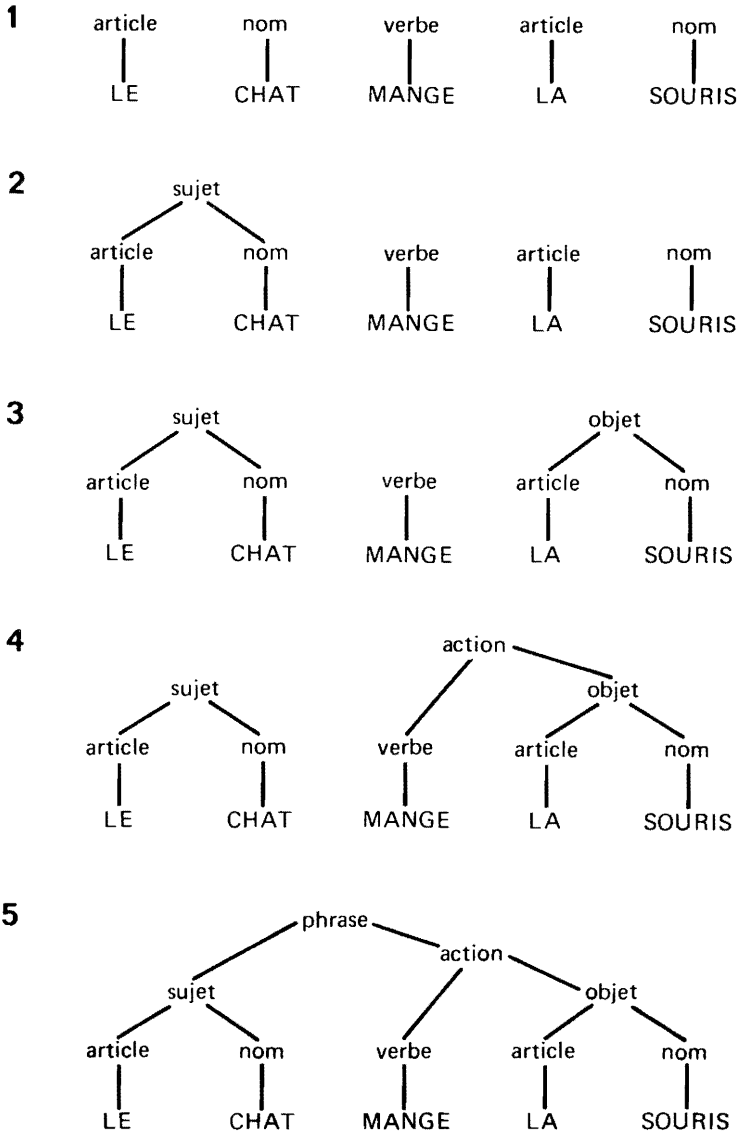 1 article nom verbe article nom
LE CHAT MANGE LA SOURIS
2 sujet
article nom verbe article nom
LE CHAT MANGE LA SOURIS
3 sujet objet
article nom verbe article nom
LE CHAT MANGE LA SOURIS
4 action
sujet objet
article nom verbe article nom
LE CHAT MANGE LA SOURIS
5 phrase
action
sujet objet
article nom verbe article nom
LE CHAT MANGE LA SOURIS